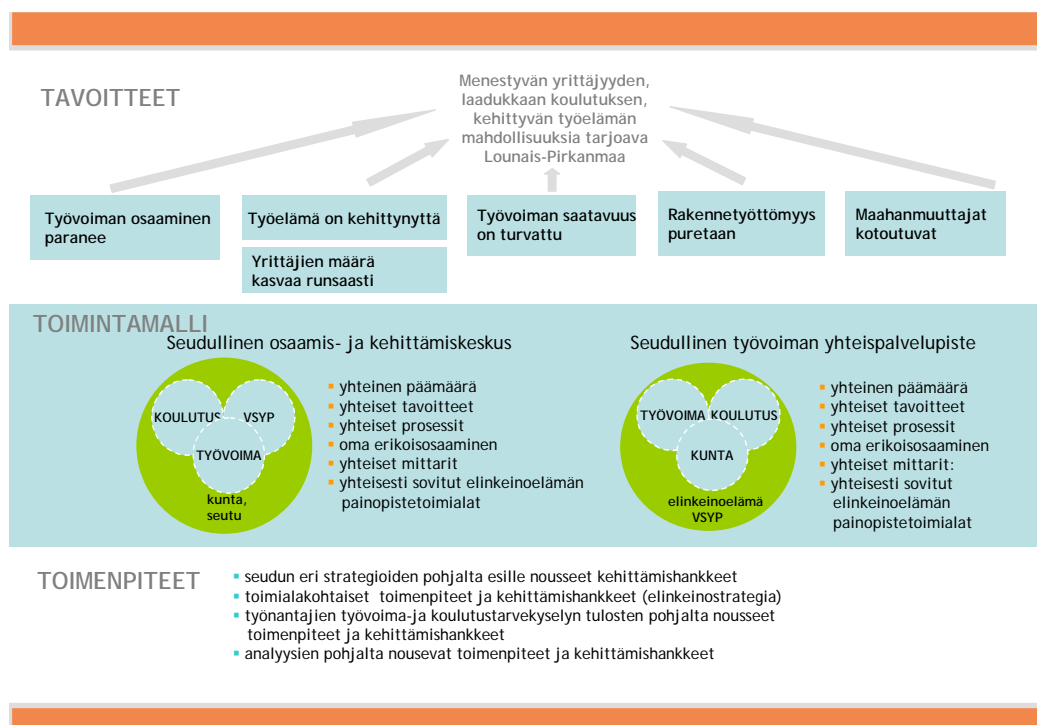 TAVOITTEET
Menestyvän yrittäjyyden,
laadukkaan koulutuksen,
kehittyvän työelämän
mahdollisuuksia tarjoava
Lounais-Pirkanmaa
Työvoiman osaaminen
paranee
Työelämä on kehittynyttä
Yrittäjien määrä
kasvaa runsaasti
Työvoiman saatavuus
on turvattu
Rakennetyöttömyys
puretaan
Maahanmuuttajat
kotoutuvat
TOIMINTAMALLI
Seudullinen osaamis- ja kehittämiskeskus
KOULUTUS
VSYP
TYÖVOIMA
kunta,
seutu
▪ yhteinen päämäärä
▪ yhteiset tavoitteet
▪ yhteiset prosessit
▪ oma erikoisosaaminen
▪ yhteiset mittarit
▪ yhteisesti sovitut elinkeinoelämän
painopistetoimialat
Seudullinen työvoiman yhteispalvelupiste
TYÖVOIMA
KOULUTUS
KUNTA
elinkeinoelämä
VSYP
▪ yhteinen päämäärä
▪ yhteiset tavoitteet
▪ yhteiset prosessit
▪ oma erikoisosaaminen
▪ yhteiset mittarit:
▪ yhteisesti sovitut
elinkeinoelämän
painopistetoimialat
TOIMENPITEET
▪ seudun eri strategioiden pohjalta esille nousseet kehittämishankkeet
▪ toimialakohtaiset toimenpiteet ja kehittämishankkeet (elinkeinostrategia)
▪ työnantajien työvoima-ja koulutustarvekyselyn tulosten pohjalta nousseet
toimenpiteet ja kehittämishankkeet
▪ analyysien pohjalta nousevat toimenpiteet ja kehittämishankkeet